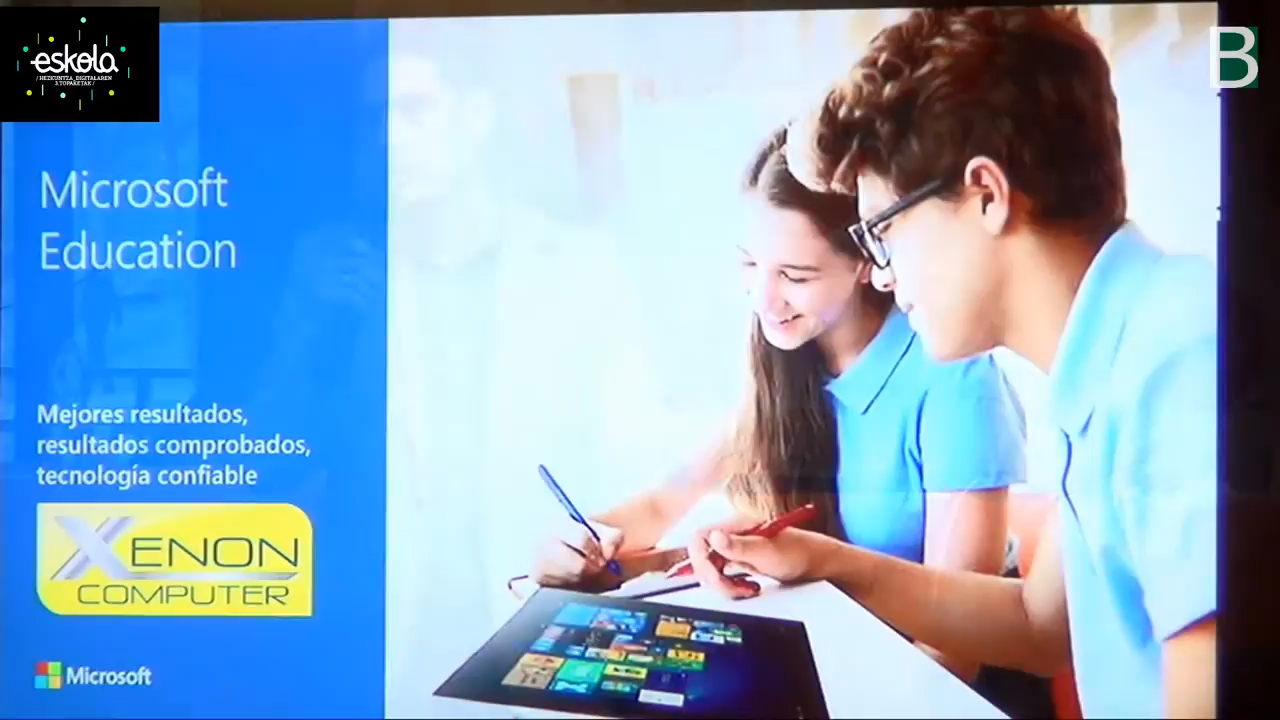 eskola
/ HEZKUNTZA_DIGITALAREN
3.TOPAKETAK /
B
Microsoft
Education
Mejores resultados,
resultados comprobados,
tecnología confiable
XENON
COMPUTER
Microsoft